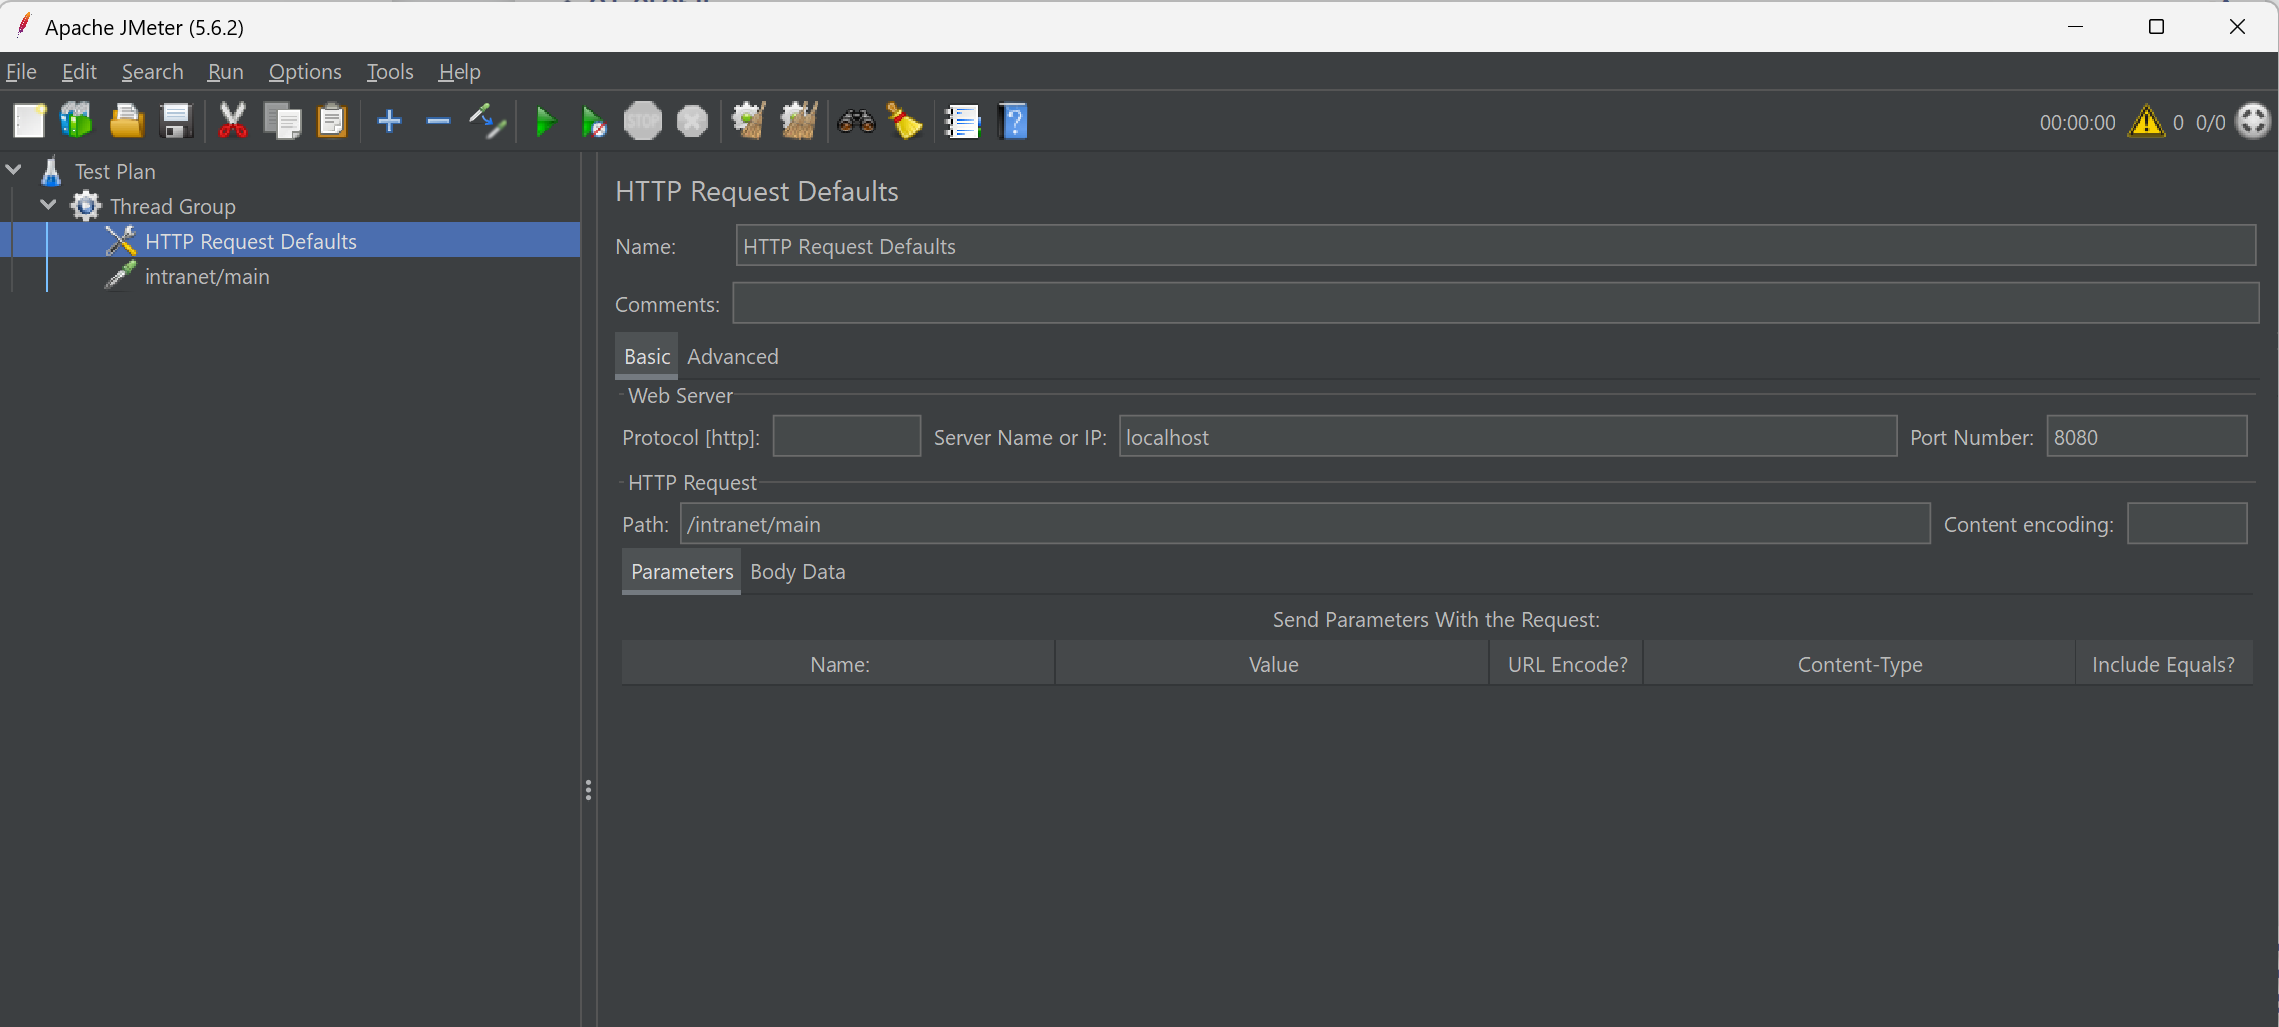 Apache JMeter (5.6.2)
File Edit Search Run Options Tools Help
STOP
00:00:00 0 0/0
Test Plan
Thread Group
HTTP Request Defaults
intranet/main
HTTP Request Defaults
Name: HTTP Request Defaults
Comments:
Basic Advanced
Web Server
Protocol [http]: Server Name or IP: localhost Port Number: 8080
HTTP Request
Path: /intranet/main Content encoding:
Parameters Body Data
Send Parameters With the Request:
Name: Value URL Encode? Content-Type Include Equals?